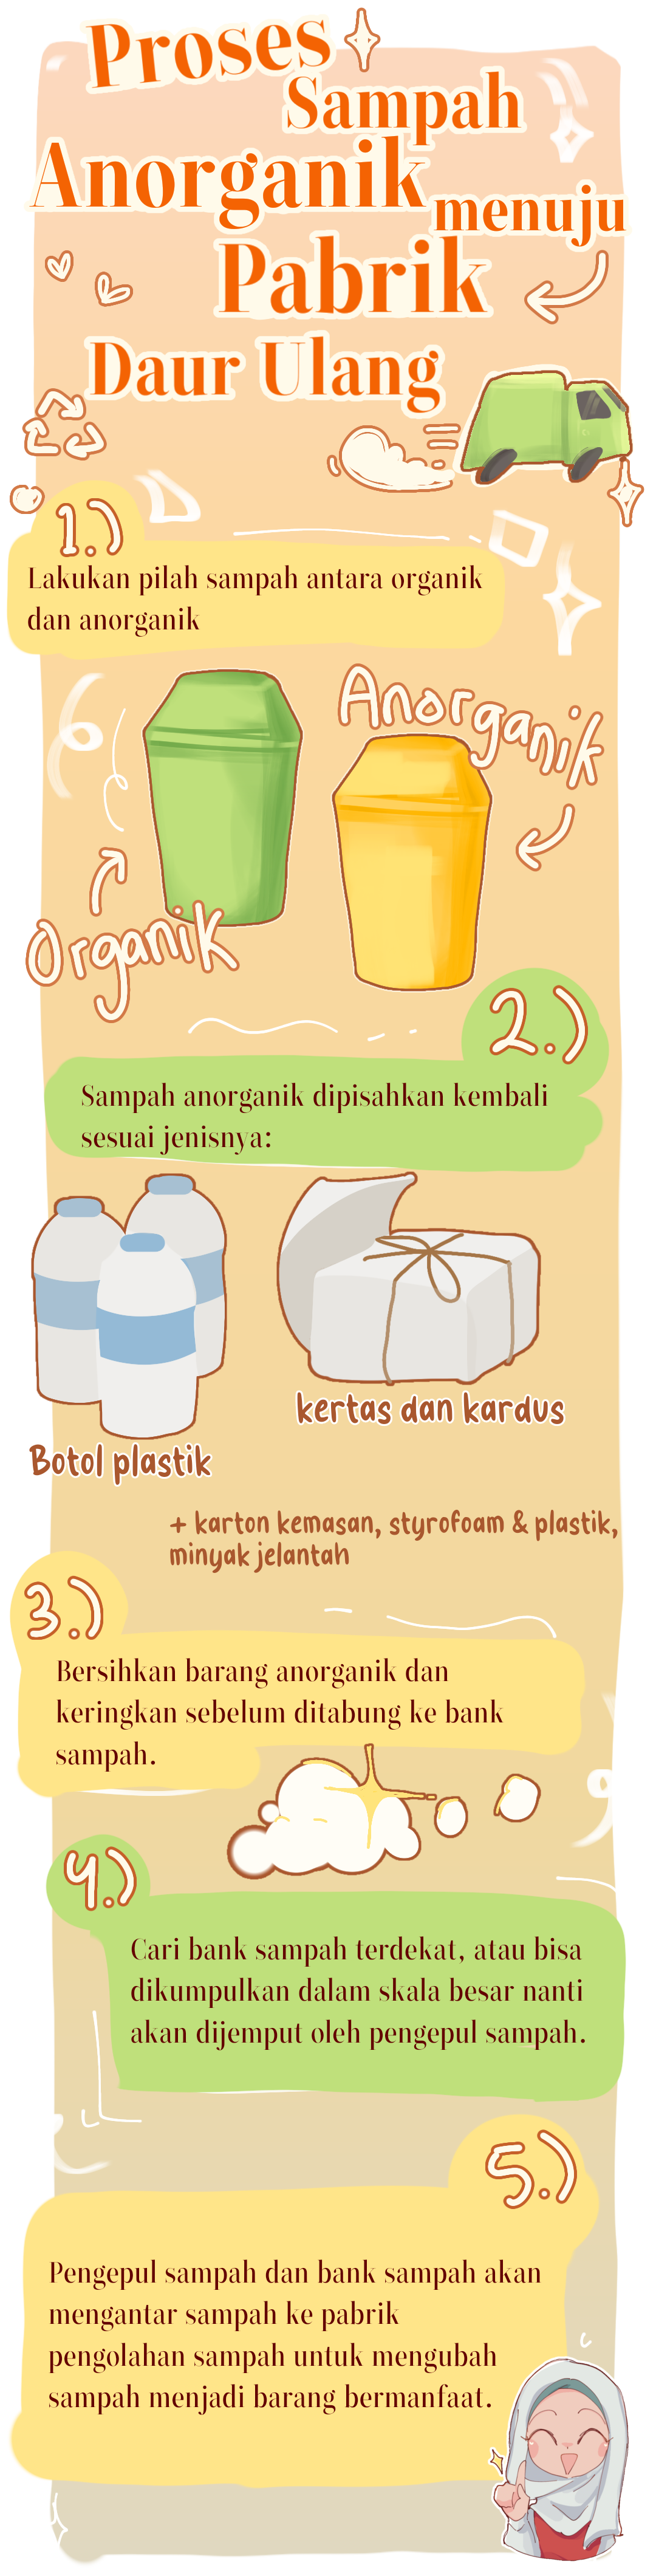 Proses
Sampah
Anorganik
menuju
Pabrik
Daur Ulang
1.)
Lakukan pilah sampah antara organik
dan anorganik
Anorganik
Organik
2.)
Sampah anorganik dipisahkan kembali
sesuai jenisnya:
kertas dan kardus
Botol plastik
+ karton kemasan, styrofoam & plastik,
minyak jelantah
3.)
Bersihkan barang anorganik dan
keringkan sebelum ditabung ke bank
sampah.
4.)
Cari bank sampah terdekat, atau bisa
dikumpulkan dalam skala besar nanti
akan dijemput oleh pengepul sampah.
5.)
Pengepul sampah dan bank sampah akan
mengantar sampah ke pabrik
pengolahan sampah untuk mengubah
sampah menjadi barang bermanfaat.